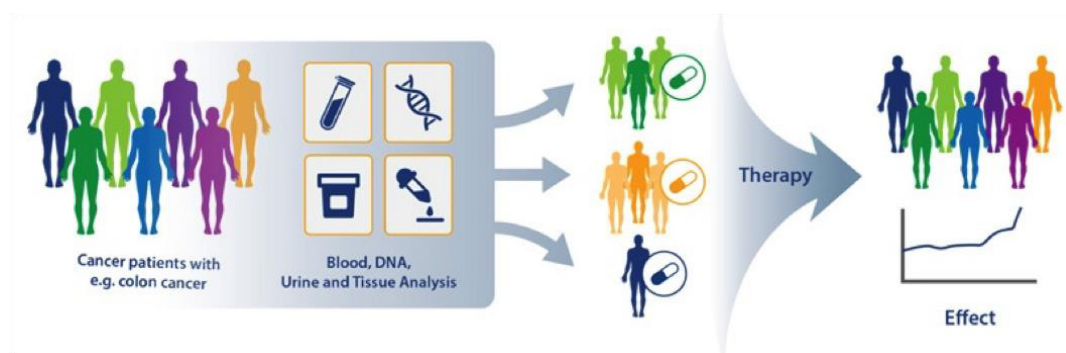 Cancer patients with
e.g. colon cancer
Blood, DNA,
Urine and Tissue Analysis
Therapy
Effect